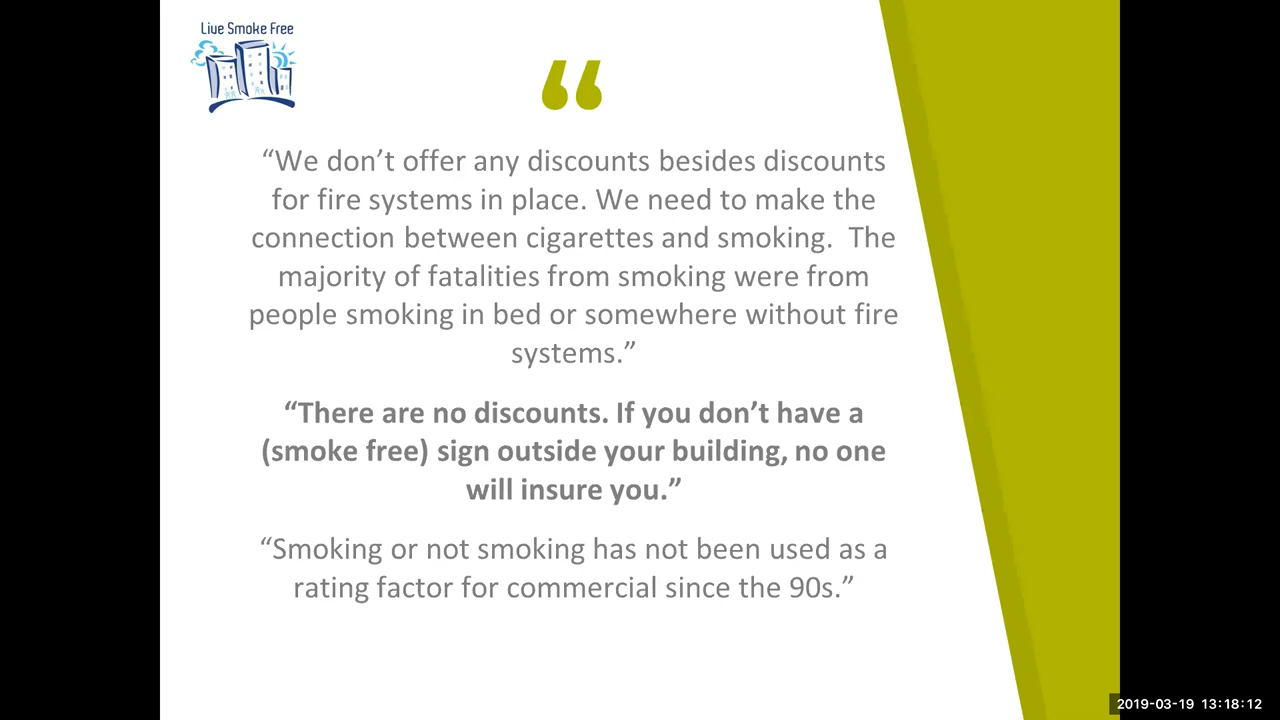 Live Smoke Free
“
“We don’t offer any discounts besides discounts
for fire systems in place. We need to make the
connection between cigarettes and smoking.  The
majority of fatalities from smoking were from
people smoking in bed or somewhere without fire
systems.”
“There are no discounts. If you don’t have a
(smoke free) sign outside your building, no one
will insure you.”
“Smoking or not smoking has not been used as a
rating factor for commercial since the 90s.”
2019-03-19 13:18:12